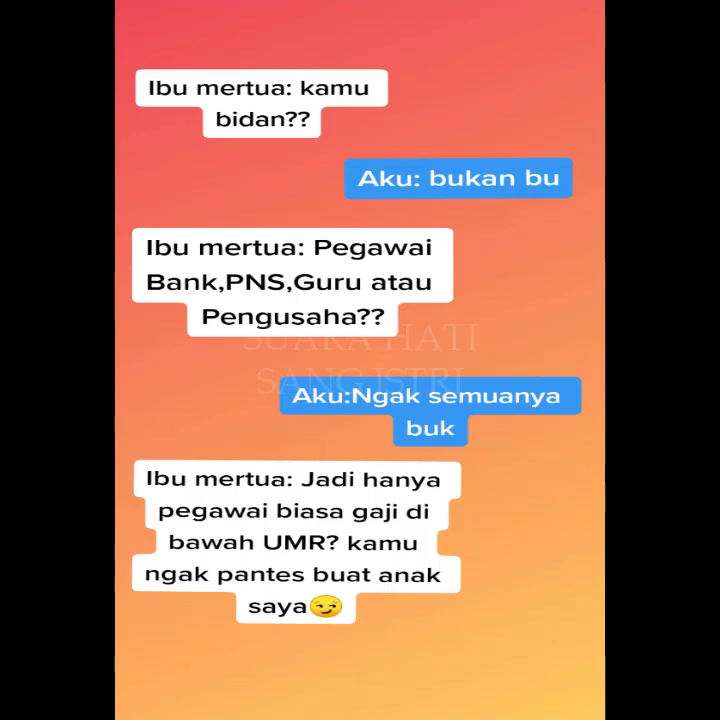 Ibu mertua: kamu
bidan??
Aku: bukan bu
Ibu mertua: Pegawai
Bank,PNS,Guru atau
Pengusaha??
SUARA HATI
SANG ISTRI
Aku:Ngak semuanya
buk
Ibu mertua: Jadi hanya
pegawai biasa gaji di
bawah UMR? kamu
ngak pantes buat anak
saya😏